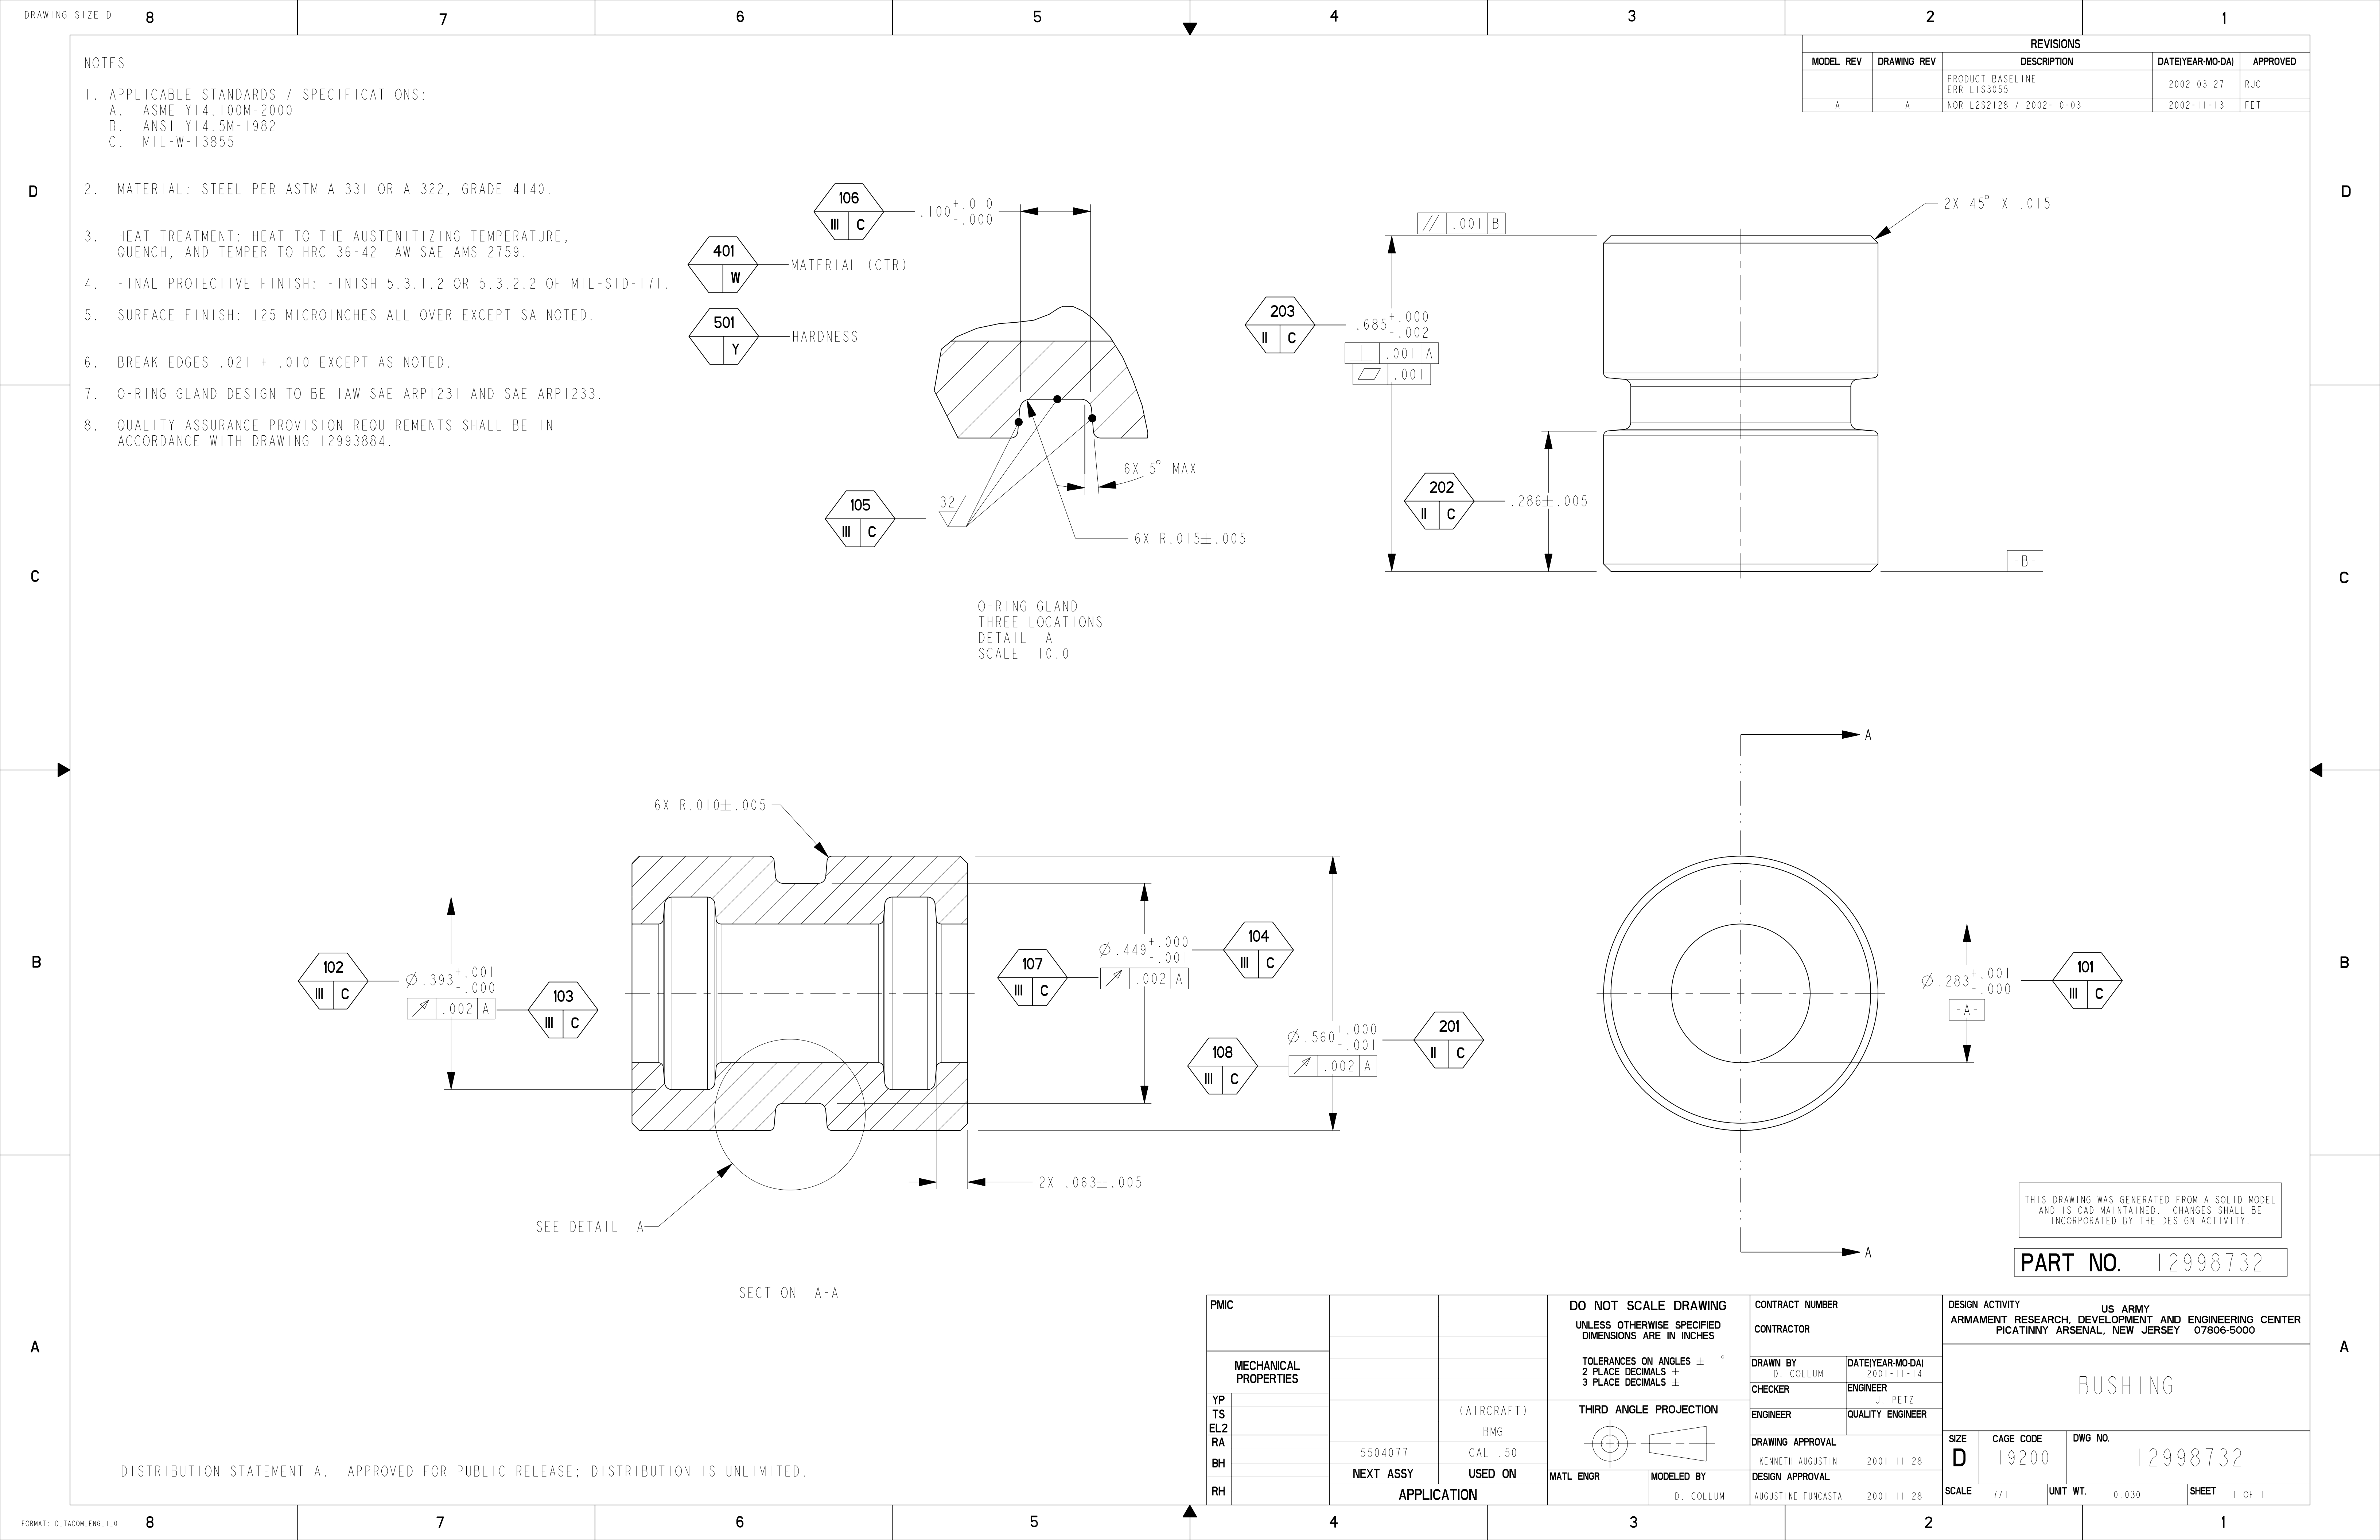 DRAWING SIZE D
8 7 6 5 4 3 2 1
REVISIONS
MODEL REV DRAWING REV DESCRIPTION DATE(YEAR-MO-DA) APPROVED
- - PRODUCT BASELINE
ERR LIS3055 2002-03-27 RJC
A A NOR L2S2128 / 2002-10-03 2002-11-13 FET
NOTES
1. APPLICABLE STANDARDS / SPECIFICATIONS:
A. ASME Y14.100M-2000
B. ANSI Y14.5M-1982
C. MIL-W-13855
2. MATERIAL: STEEL PER ASTM A 331 OR A 322, GRADE 4140.
3. HEAT TREATMENT: HEAT TO THE AUSTENITIZING TEMPERATURE,
QUENCH, AND TEMPER TO HRC 36-42 IAW SAE AMS 2759.
4. FINAL PROTECTIVE FINISH: FINISH 5.3.1.2 OR 5.3.2.2 OF MIL-STD-171.
5. SURFACE FINISH: 125 MICROINCHES ALL OVER EXCEPT SA NOTED.
6. BREAK EDGES .021 + .010 EXCEPT AS NOTED.
7. O-RING GLAND DESIGN TO BE IAW SAE ARP1231 AND SAE ARP1233.
8. QUALITY ASSURANCE PROVISION REQUIREMENTS SHALL BE IN
ACCORDANCE WITH DRAWING 12993884.
D
D
C
C
B
B
A
A
106
III C
.100 +.010
-.000
401
W
MATERIAL (CTR)
501
Y
HARDNESS
105
III C
32
6X 5° MAX
6X R.015±.005
O-RING GLAND
THREE LOCATIONS
DETAIL A
SCALE 10.0
// .001 B
2X 45° X .015
203
II C
.685 +.000
-.002
⊥ .001 A
⏥ .001
202
II C
.286±.005
-B-
6X R.010±.005
102
III C
Ø.393 +.001
-.000
↗ .002 A
103
III C
107
III C
Ø.449 +.000
-.001
↗ .002 A
104
III C
108
III C
Ø.560 +.000
-.001
↗ .002 A
201
II C
2X .063±.005
SEE DETAIL A
SECTION A-A
A
A
Ø.283 +.001
-.000
-A-
101
III C
THIS DRAWING WAS GENERATED FROM A SOLID MODEL
AND IS CAD MAINTAINED. CHANGES SHALL BE
INCORPORATED BY THE DESIGN ACTIVITY.
PART NO. 12998732
PMIC
MECHANICAL
PROPERTIES
YP
TS
EL2
RA
BH
RH
(AIRCRAFT)
BMG
5504077 CAL .50
NEXT ASSY USED ON
APPLICATION
DO NOT SCALE DRAWING
UNLESS OTHERWISE SPECIFIED
DIMENSIONS ARE IN INCHES
TOLERANCES ON ANGLES ± °
2 PLACE DECIMALS ±
3 PLACE DECIMALS ±
THIRD ANGLE PROJECTION
MATL ENGR
MODELED BY
D. COLLUM
CONTRACT NUMBER
CONTRACTOR
DRAWN BY
D. COLLUM
DATE(YEAR-MO-DA)
2001-11-14
CHECKER
ENGINEER
J. PETZ
ENGINEER
QUALITY ENGINEER
DRAWING APPROVAL
KENNETH AUGUSTIN 2001-11-28
DESIGN APPROVAL
AUGUSTINE FUNCASTA 2001-11-28
DESIGN ACTIVITY
US ARMY
ARMAMENT RESEARCH, DEVELOPMENT AND ENGINEERING CENTER
PICATINNY ARSENAL, NEW JERSEY 07806-5000
BUSHING
SIZE
D
CAGE CODE
19200
DWG NO.
12998732
SCALE 7/1
UNIT WT. 0.030
SHEET 1 OF 1
DISTRIBUTION STATEMENT A. APPROVED FOR PUBLIC RELEASE; DISTRIBUTION IS UNLIMITED.
FORMAT: D_TACOM_ENG_1_0
8 7 6 5 4 3 2 1